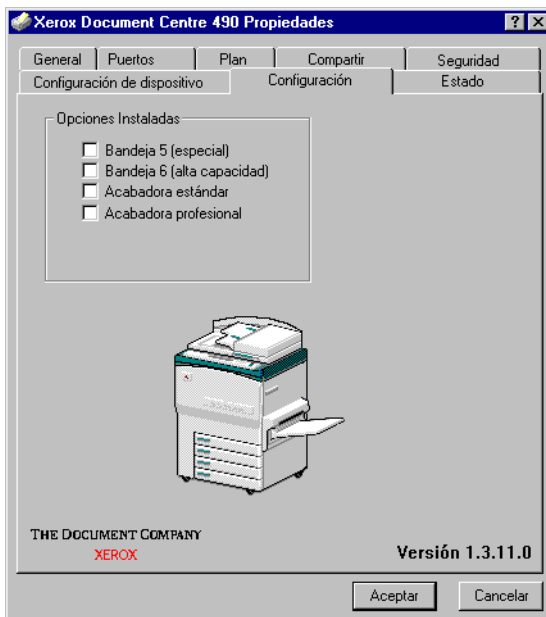 Xerox Document Centre 490 Propiedades
General Puertos Plan Compartir Seguridad
Configuración de dispositivo Configuración Estado
Opciones Instaladas
Bandeja 5 (especial)
Bandeja 6 (alta capacidad)
Acabadora estándar
Acabadora profesional
THE DOCUMENT COMPANY
XEROX
Versión 1.3.11.0
Aceptar Cancelar